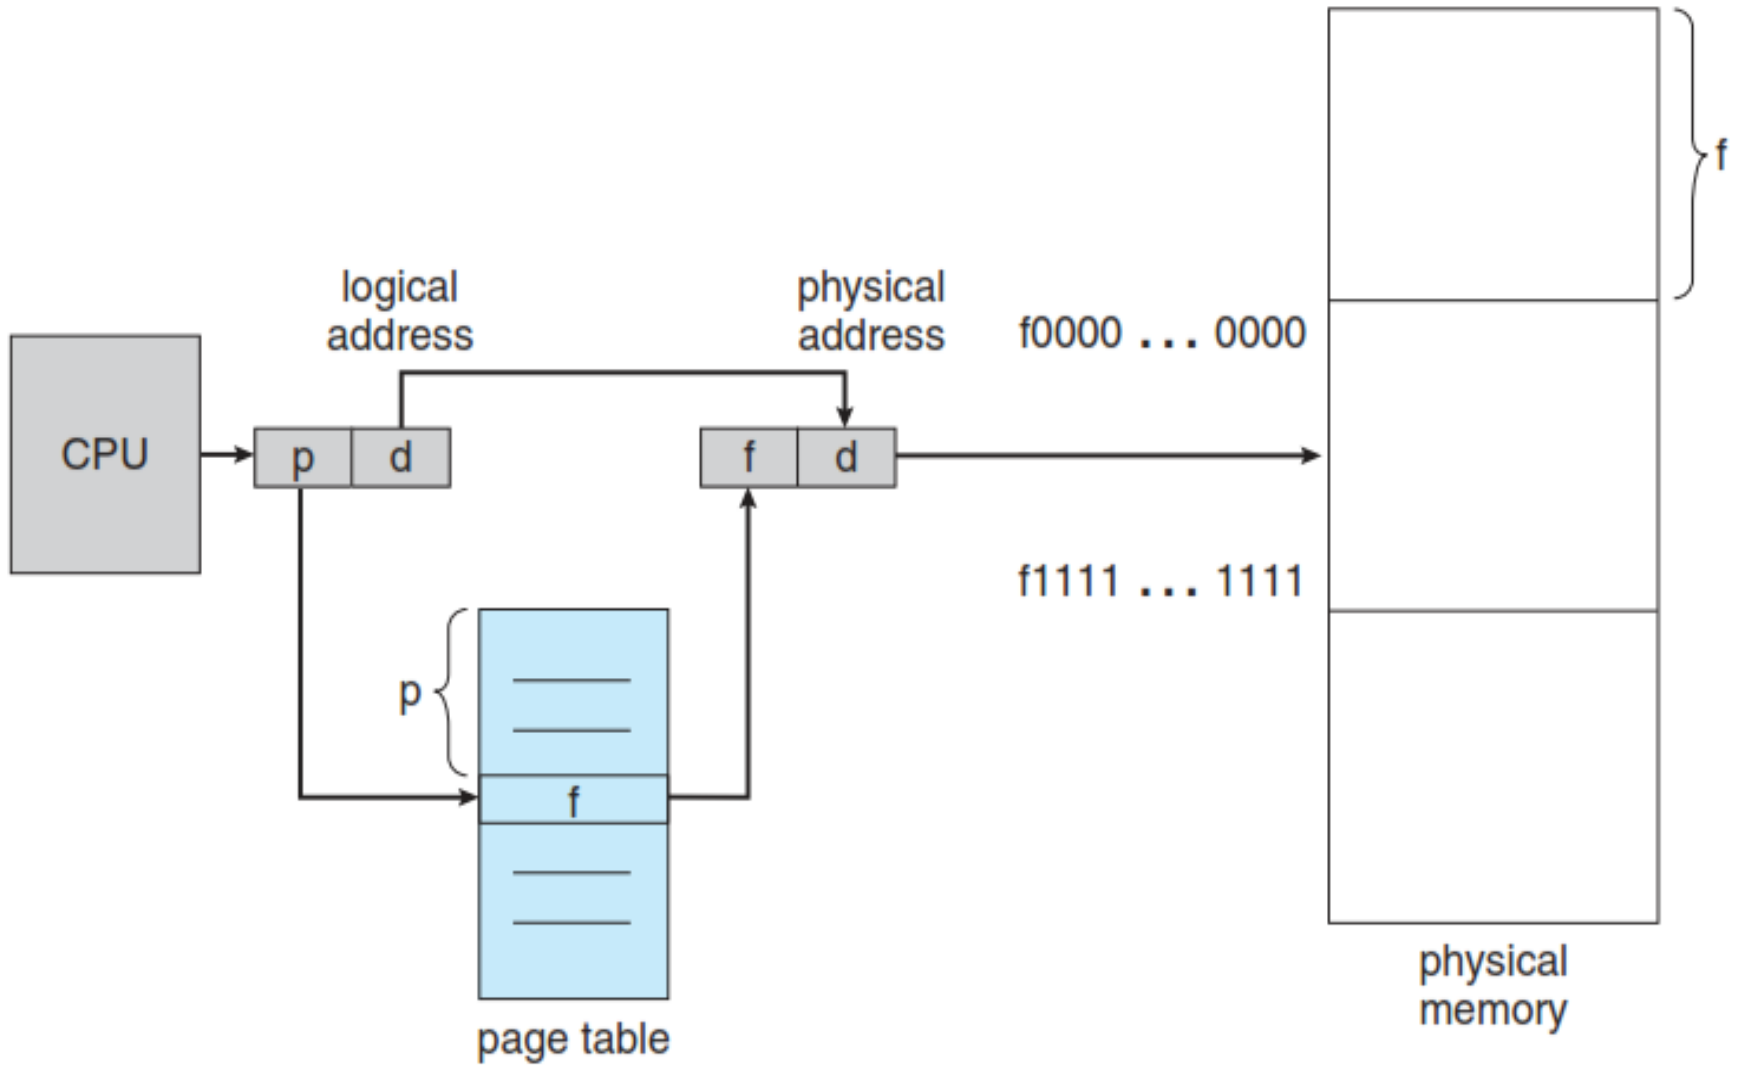 f
logical
address
physical
address
f0000 ... 0000
CPU
p
d
f
d
f1111 ... 1111
p
f
physical
memory
page table